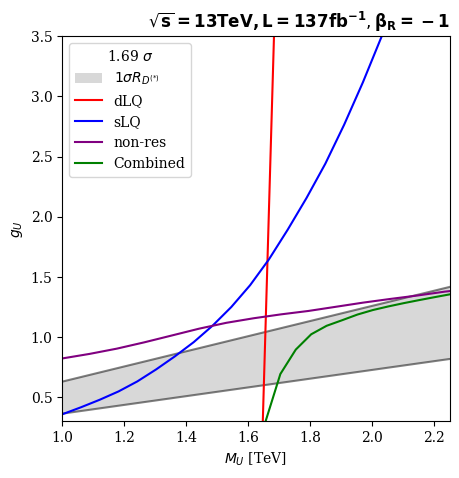 √s = 13TeV, L = 137fb⁻¹, β_R = −1
3.5
3.0
2.5
2.0
1.5
1.0
0.5
g_U
1.69 σ
1σR_D⁽*⁾
dLQ
sLQ
non-res
Combined
1.0 1.2 1.4 1.6 1.8 2.0 2.2
M_U [TeV]